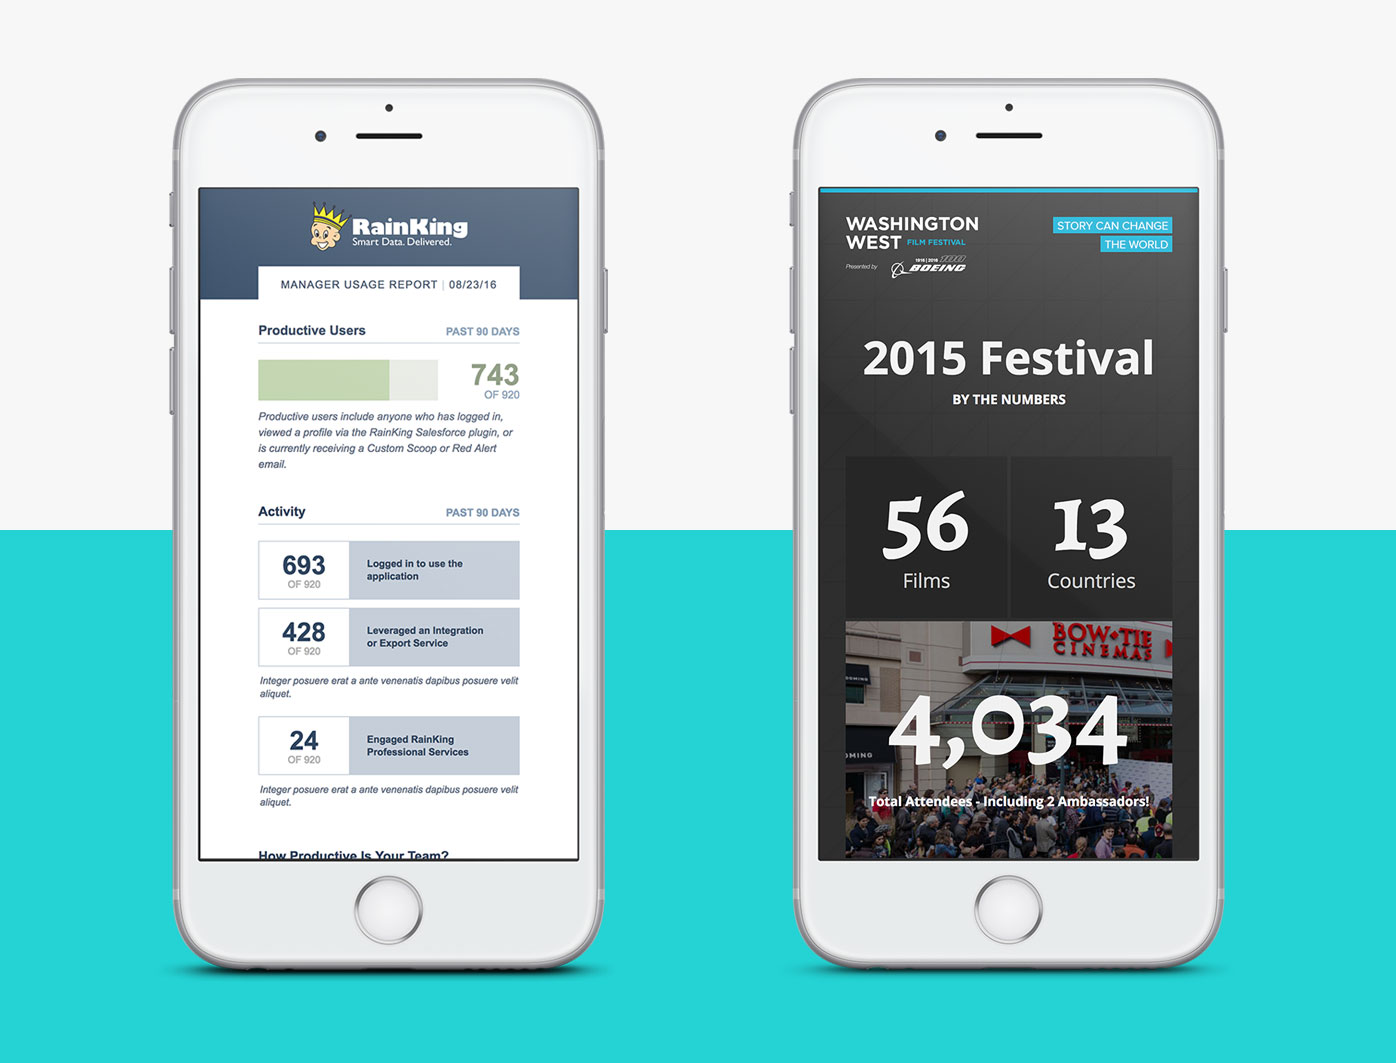 RainKing
Smart Data. Delivered.
MANAGER USAGE REPORT | 08/23/16
Productive Users
PAST 90 DAYS
743
OF 920
Productive users include anyone who has logged in,
viewed a profile via the RainKing Salesforce plugin, or
is currently receiving a Custom Scoop or Red Alert
email.
Activity
PAST 90 DAYS
693
OF 920
Logged in to use the
application
428
OF 920
Leveraged an Integration
or Export Service
Integer posuere erat a ante venenatis dapibus posuere velit
aliquet.
24
OF 920
Engaged RainKing
Professional Services
Integer posuere erat a ante venenatis dapibus posuere velit
aliquet.
How Productive Is Your Team?
WASHINGTON
WEST FILM FESTIVAL
Presented by
1916 | 2016 100
BOEING
STORY CAN CHANGE
THE WORLD
2015 Festival
BY THE NUMBERS
56
Films
13
Countries
BOW TIE
CINEMAS
4,034
Total Attendees - Including 2 Ambassadors!